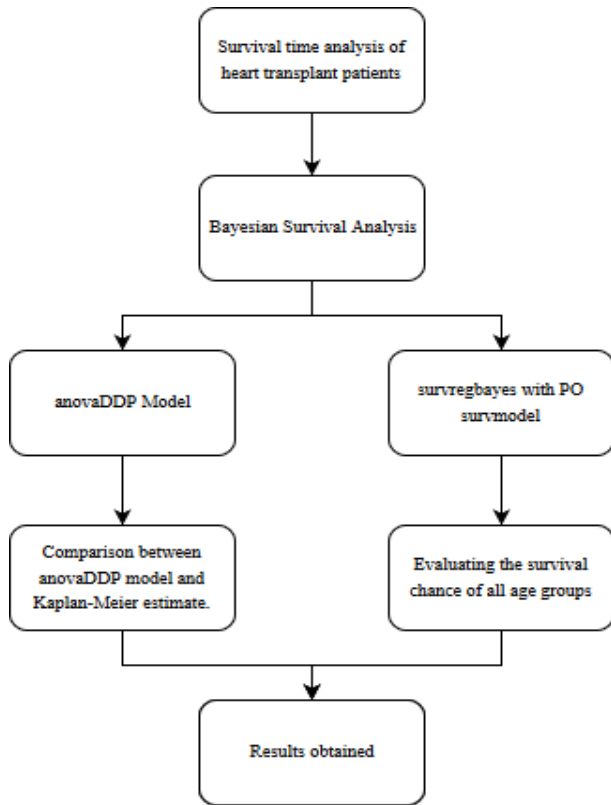 Survival time analysis of
heart transplant patients
Bayesian Survival Analysis
anovaDDP Model
survregbayes with PO
survmodel
Comparison between
anovaDDP model and
Kaplan-Meier estimate.
Evaluating the survival
chance of all age groups
Results obtained